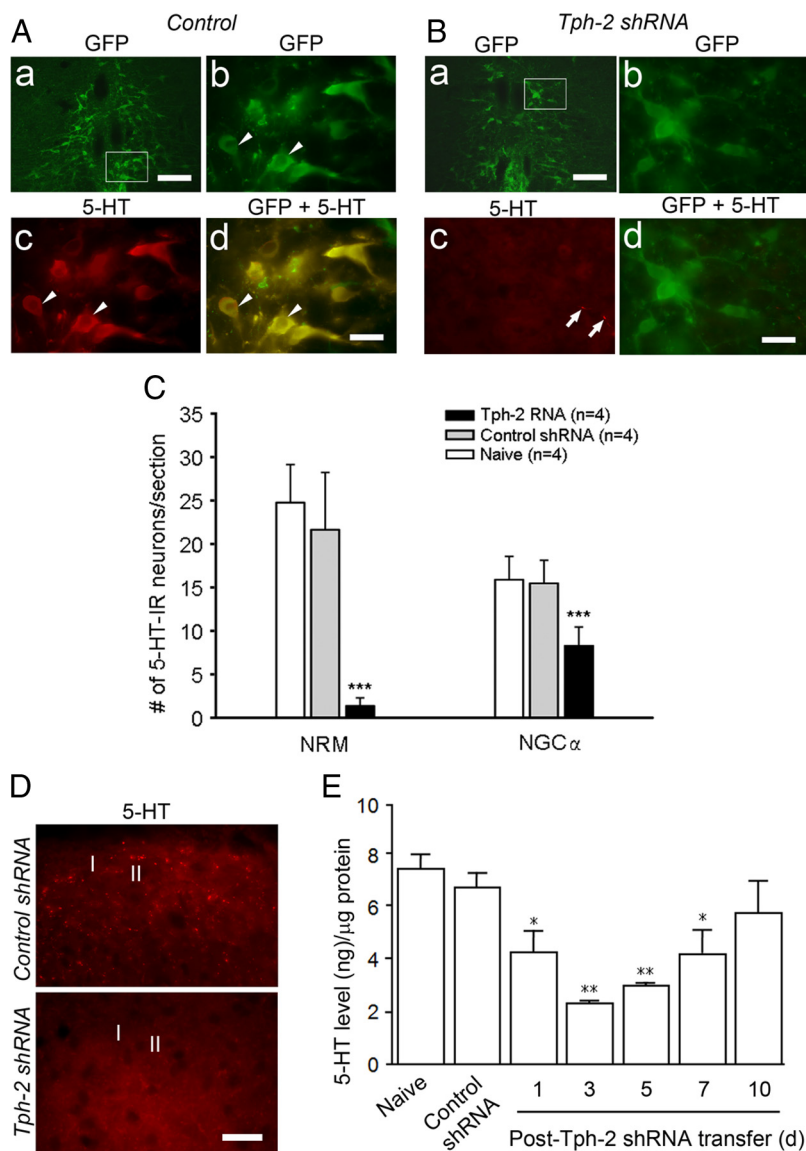 A
Control
GFP
GFP
a
b
5-HT
GFP + 5-HT
c
d
B
Tph-2 shRNA
GFP
GFP
a
b
5-HT
GFP + 5-HT
c
d
C
Tph-2 RNA (n=4)
Control shRNA (n=4)
Naive (n=4)
# of 5-HT-IR neurons/section
35
30
25
20
15
10
5
0
***
***
NRM
NGCα
D
5-HT
Control shRNA
I
II
Tph-2 shRNA
I
II
E
5-HT level (ng)/µg protein
10
8
6
4
2
0
*
**
**
*
Naive
Control
shRNA
1 3 5 7 10
Post-Tph-2 shRNA transfer (d)